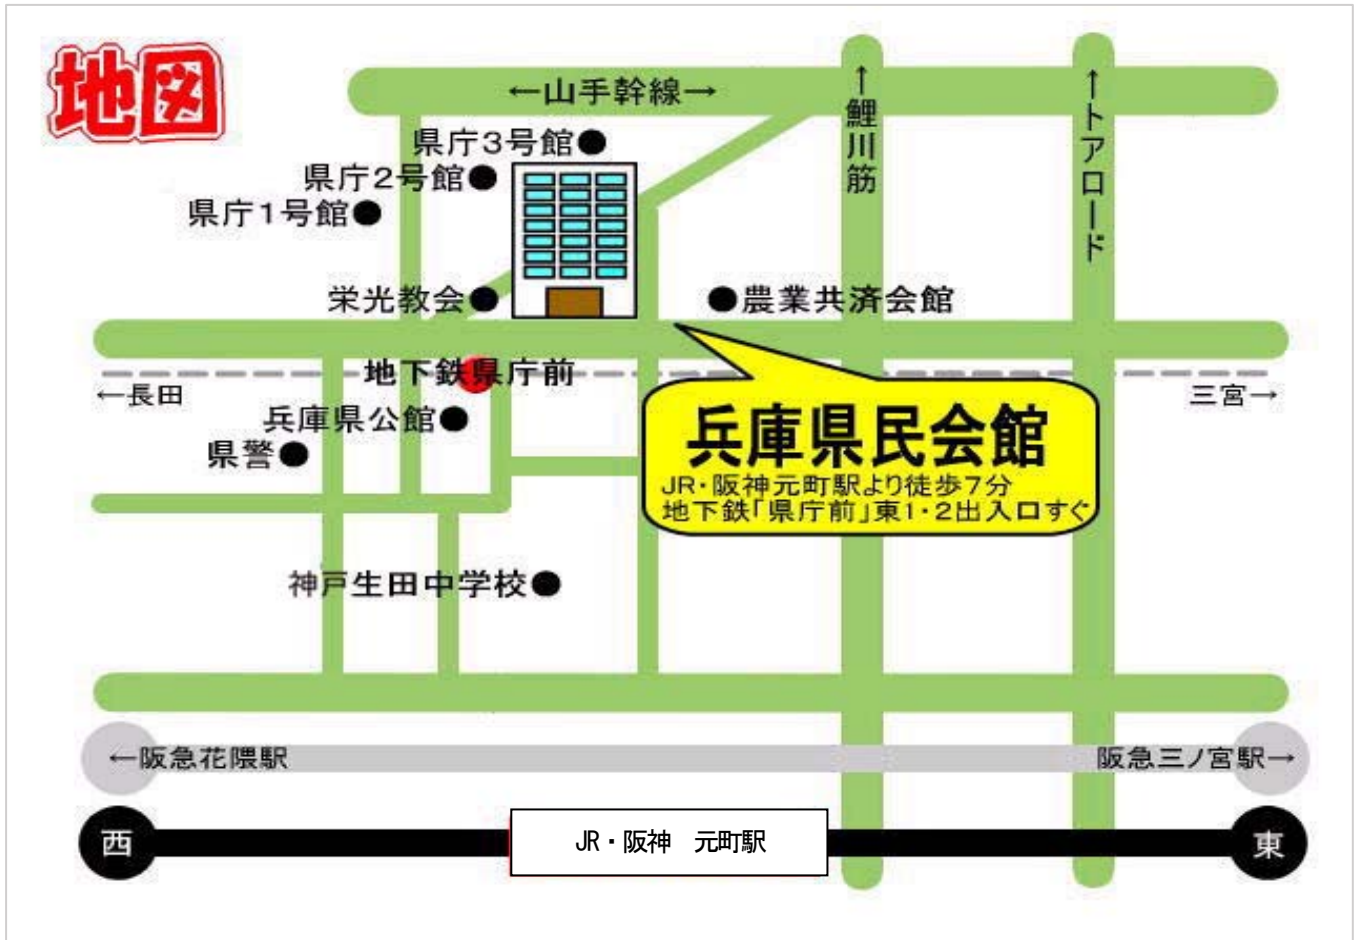 地図
←山手幹線→
↑鯉川筋
↑トアロード
県庁3号館●
県庁2号館●
県庁1号館●
栄光教会●
●農業共済会館
地下鉄県庁前
←長田
三宮→
兵庫県公館●
県警●
兵庫県民会館
JR・阪神元町駅より徒歩7分
地下鉄「県庁前」東1・2出入口すぐ
神戸生田中学校●
←阪急花隈駅
阪急三ノ宮駅→
西
JR・阪神　元町駅
東